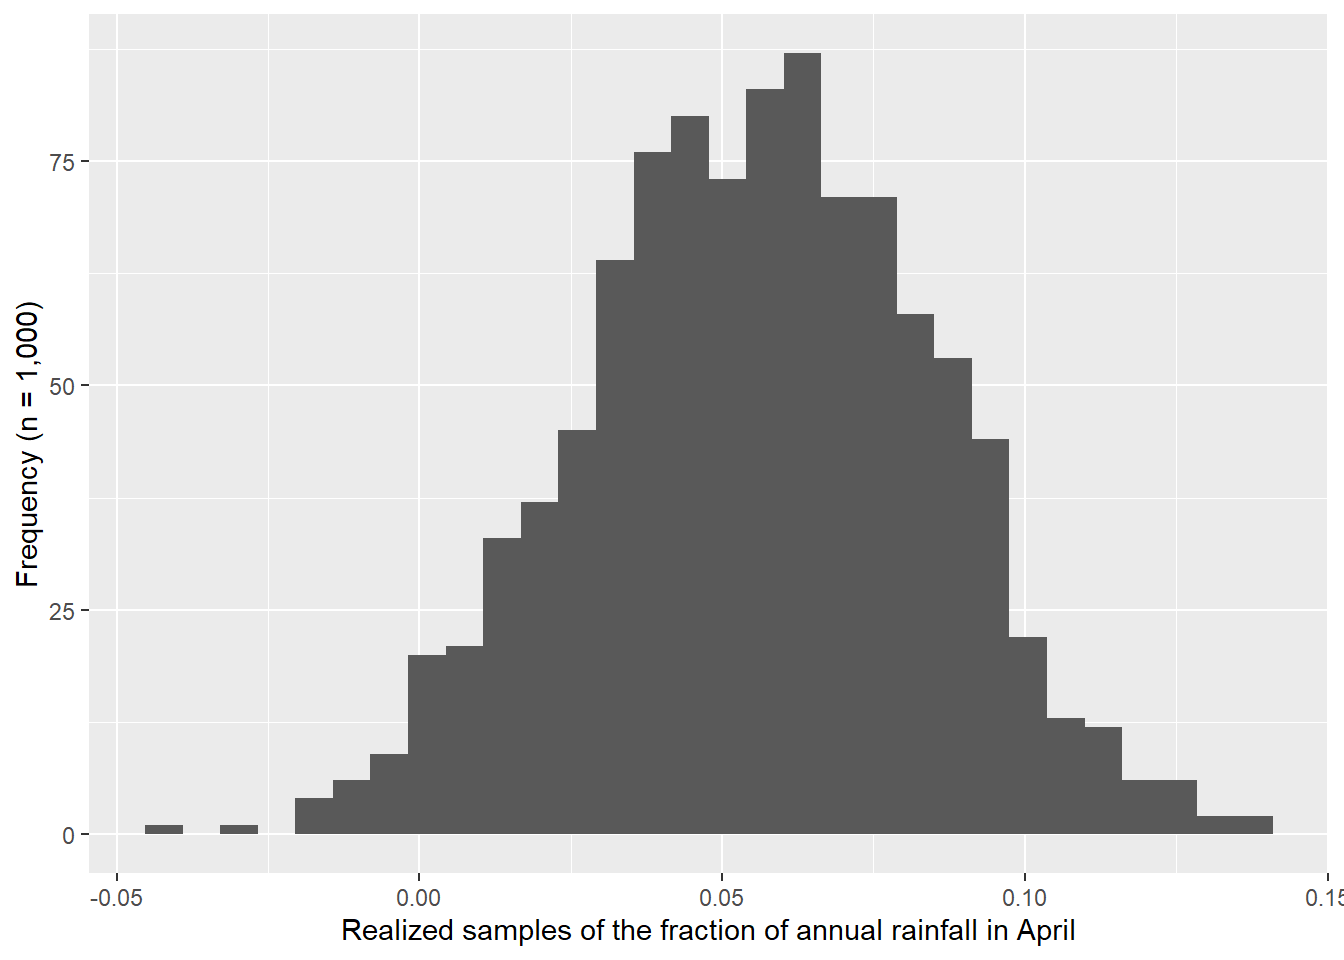 Frequency (n = 1,000)
75
50
25
0
-0.05 0.00 0.05 0.10 0.15
Realized samples of the fraction of annual rainfall in April